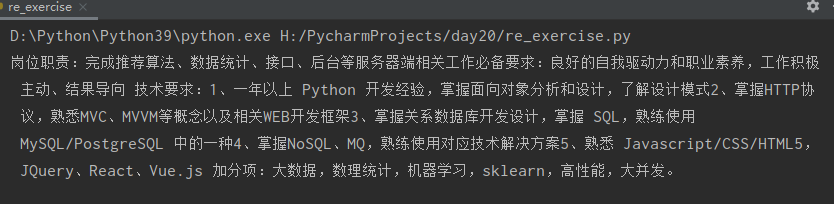 re_exercise
D:\Python\Python39\python.exe H:/PycharmProjects/day20/re_exercise.py
岗位职责：完成推荐算法、数据统计、接口、后台等服务器端相关工作必备要求：良好的自我驱动力和职业素养，工作积极
主动、结果导向 技术要求：1、一年以上 Python 开发经验，掌握面向对象分析和设计，了解设计模式2、掌握HTTP协
议，熟悉MVC、MVVM等概念以及相关WEB开发框架3、掌握关系数据库开发设计，掌握 SQL，熟练使用
MySQL/PostgreSQL 中的一种4、掌握NoSQL、MQ，熟练使用对应技术解决方案5、熟悉 Javascript/CSS/HTML5，
JQuery、React、Vue.js 加分项：大数据，数理统计，机器学习，sklearn，高性能，大并发。